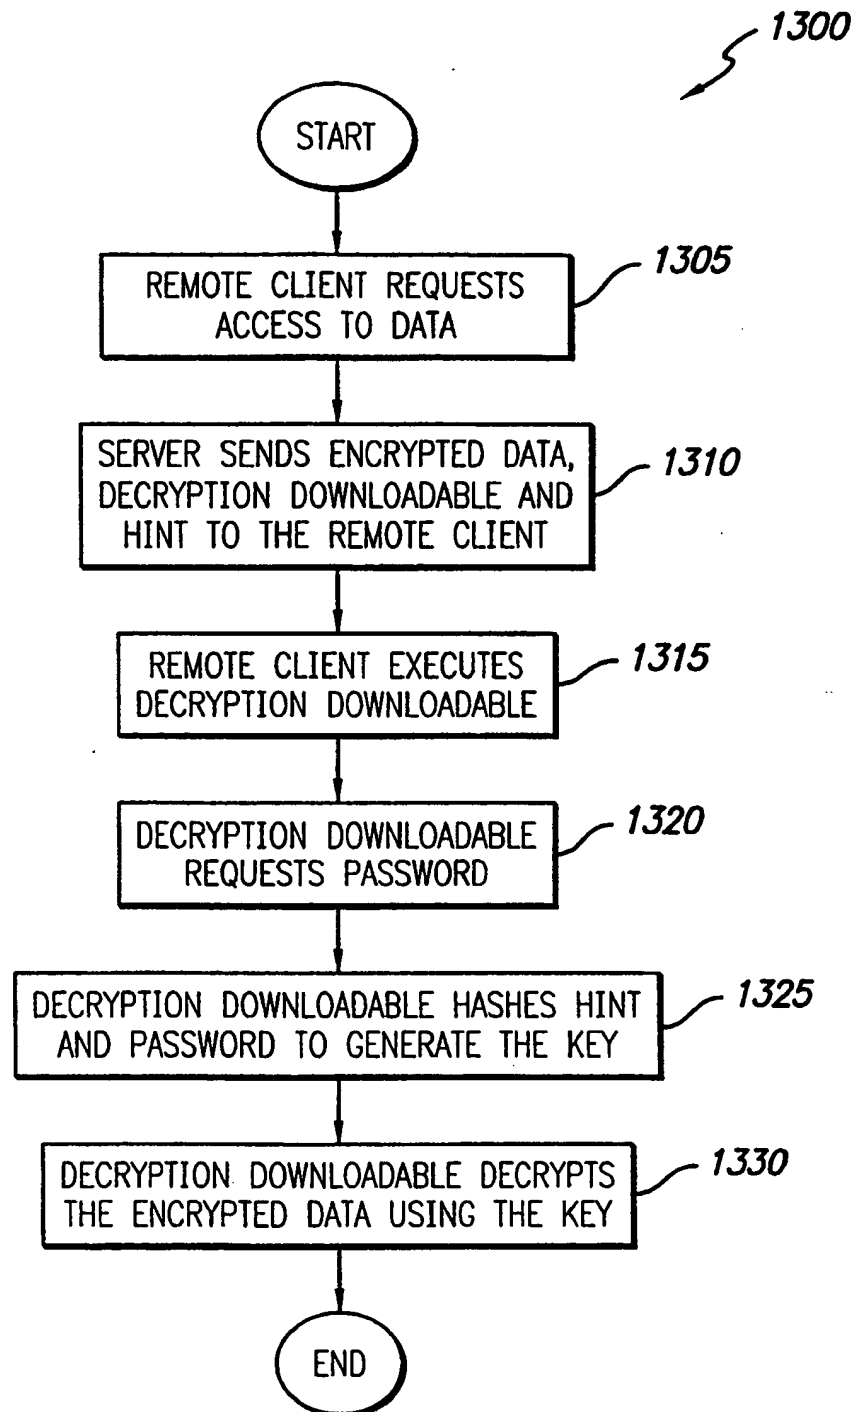 1300
START
REMOTE CLIENT REQUESTS
ACCESS TO DATA
1305
SERVER SENDS ENCRYPTED DATA,
DECRYPTION DOWNLOADABLE AND
HINT TO THE REMOTE CLIENT
1310
REMOTE CLIENT EXECUTES
DECRYPTION DOWNLOADABLE
1315
DECRYPTION DOWNLOADABLE
REQUESTS PASSWORD
1320
DECRYPTION DOWNLOADABLE HASHES HINT
AND PASSWORD TO GENERATE THE KEY
1325
DECRYPTION DOWNLOADABLE DECRYPTS
THE ENCRYPTED DATA USING THE KEY
1330
END